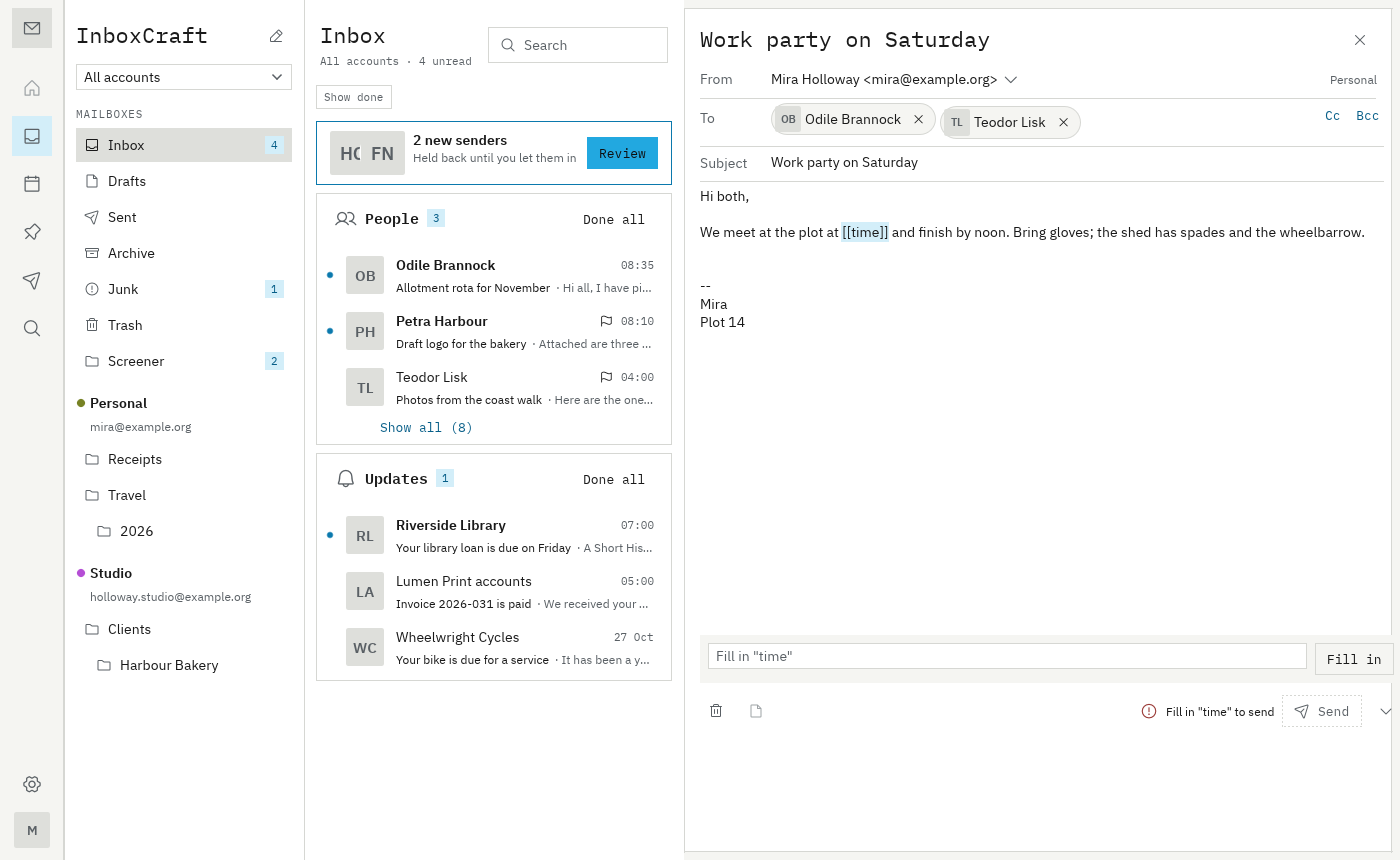 InboxCraft
All accounts
MAILBOXES
Inbox 4
Drafts
Sent
Archive
Junk 1
Trash
Screener 2
Personal
mira@example.org
Receipts
Travel
2026
Studio
holloway.studio@example.org
Clients
Harbour Bakery
M
Inbox
All accounts · 4 unread
Search
Show done
FN
2 new senders
Held back until you let them in
Review
People 3 Done all
OB Odile Brannock 08:35
Allotment rota for November · Hi all, I have pi…
PH Petra Harbour 08:10
Draft logo for the bakery · Attached are three …
TL Teodor Lisk 04:00
Photos from the coast walk · Here are the one…
Show all (8)
Updates 1 Done all
RL Riverside Library 07:00
Your library loan is due on Friday · A Short His…
LA Lumen Print accounts 05:00
Invoice 2026-031 is paid · We received your …
WC Wheelwright Cycles 27 Oct
Your bike is due for a service · It has been a y…
Work party on Saturday
From Mira Holloway <mira@example.org> Personal
To OB Odile Brannock TL Teodor Lisk Cc Bcc
Subject Work party on Saturday
Hi both,
We meet at the plot at [[time]] and finish by noon. Bring gloves; the shed has spades and the wheelbarrow.
--
Mira
Plot 14
Fill in "time" Fill in
Fill in "time" to send Send